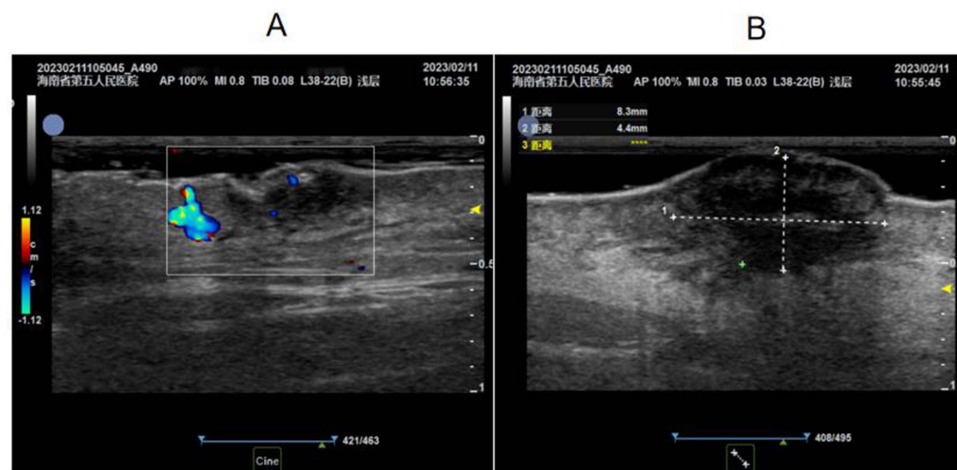 A
20230211105045_A490
2023/02/11
海南省第五人民医院 AP 100% MI 0.8 TIB 0.08 L38-22(B) 浅层
10:56:35
0
1.12
c
m
/
s
-1.12
0.5
1
421/463
Cine
B
20230211105045_A490
2023/02/11
海南省第五人民医院 AP 100% MI 0.8 TIB 0.03 L38-22(B) 浅层
10:55:45
1 距离 8.3mm
2 距离 4.4mm
3 距离 ****
0
2
1
0.
1
408/495